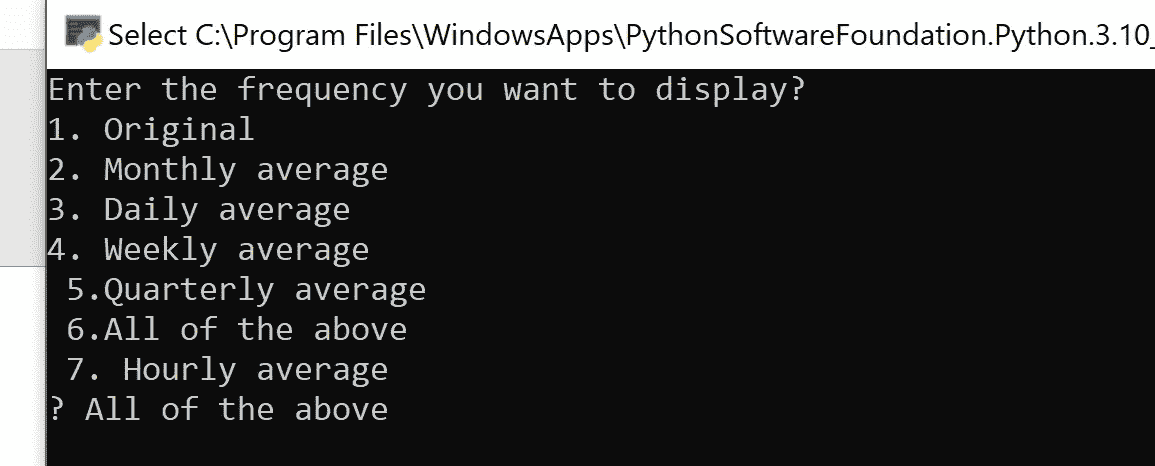 Select C:\Program Files\WindowsApps\PythonSoftwareFoundation.Python.3.10_
Enter the frequency you want to display?
1. Original
2. Monthly average
3. Daily average
4. Weekly average
 5.Quarterly average
 6.All of the above
 7. Hourly average
? All of the above